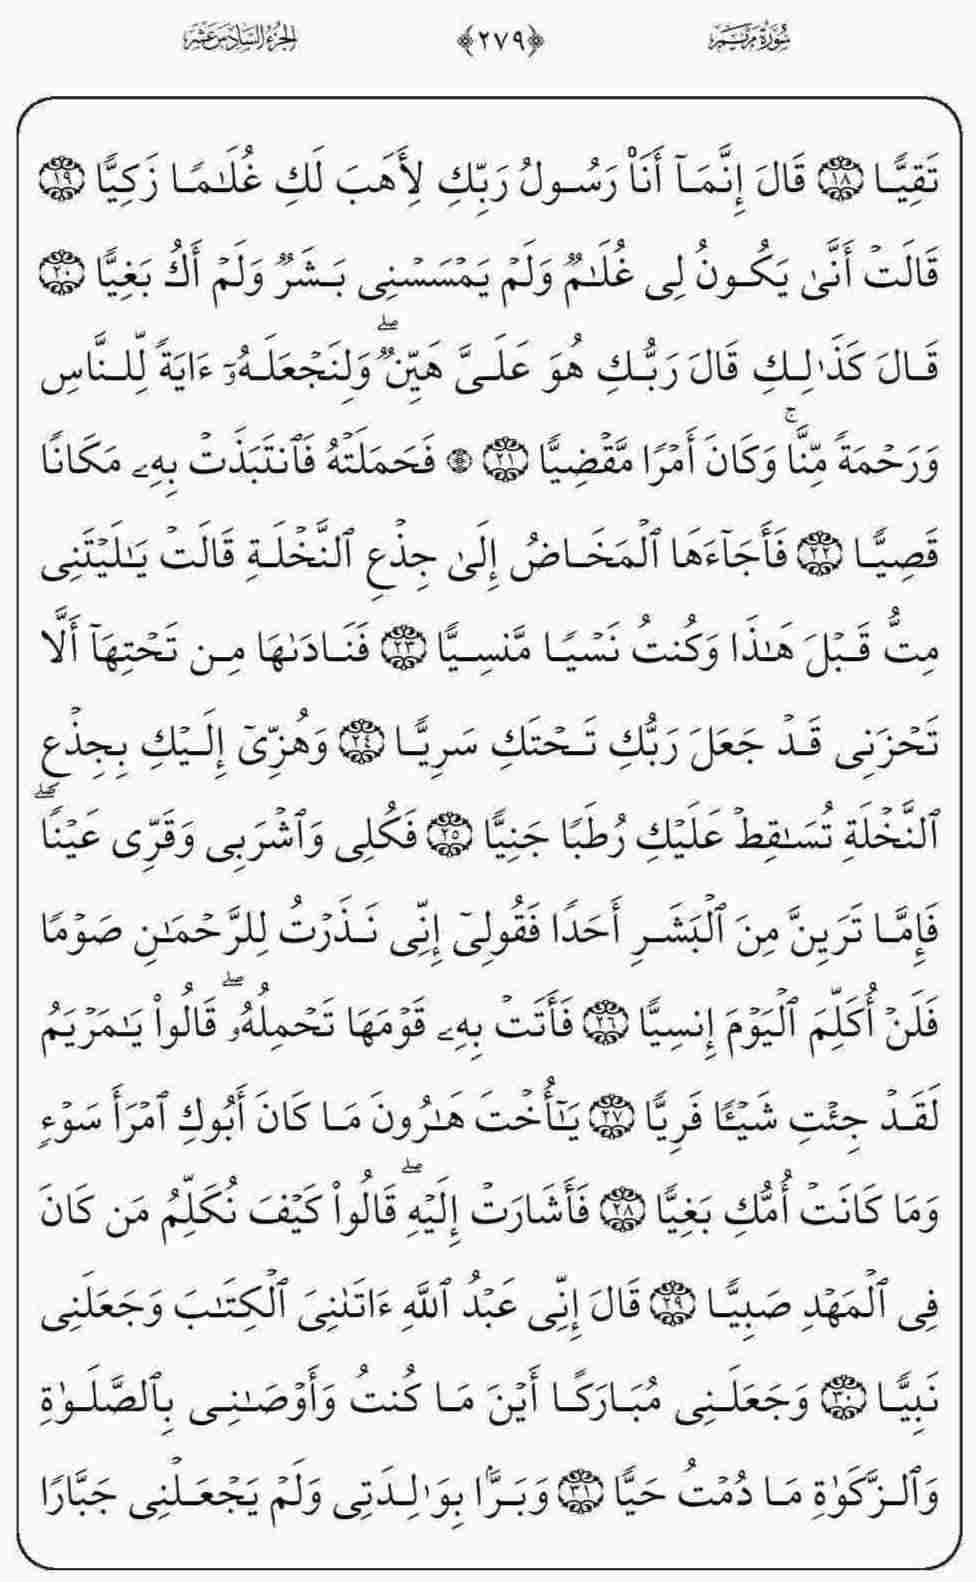 سُورَةُ مَرْيَم ﴿٢٧٩﴾ الجُزْءُ السَّادِسَ عَشَرَ
تَقِيًّا ١٨ قَالَ إِنَّمَآ أَنَا۠ رَسُولُ رَبِّكِ لِأَهَبَ لَكِ غُلَـٰمًا زَكِيًّا ١٩
قَالَتْ أَنَّىٰ يَكُونُ لِى غُلَـٰمٌ وَلَمْ يَمْسَسْنِى بَشَرٌ وَلَمْ أَكُ بَغِيًّا ٢٠
قَالَ كَذَٰلِكِ قَالَ رَبُّكِ هُوَ عَلَىَّ هَيِّنٌ ۖ وَلِنَجْعَلَهُۥٓ ءَايَةً لِّلنَّاسِ
وَرَحْمَةً مِّنَّا ۚ وَكَانَ أَمْرًا مَّقْضِيًّا ٢١ ۞ فَحَمَلَتْهُ فَٱنتَبَذَتْ بِهِۦ مَكَانًا
قَصِيًّا ٢٢ فَأَجَآءَهَا ٱلْمَخَاضُ إِلَىٰ جِذْعِ ٱلنَّخْلَةِ قَالَتْ يَـٰلَيْتَنِى
مِتُّ قَبْلَ هَـٰذَا وَكُنتُ نَسْيًا مَّنسِيًّا ٢٣ فَنَادَىٰهَا مِن تَحْتِهَآ أَلَّا
تَحْزَنِى قَدْ جَعَلَ رَبُّكِ تَحْتَكِ سَرِيًّا ٢٤ وَهُزِّىٓ إِلَيْكِ بِجِذْعِ
ٱلنَّخْلَةِ تُسَـٰقِطْ عَلَيْكِ رُطَبًا جَنِيًّا ٢٥ فَكُلِى وَٱشْرَبِى وَقَرِّى عَيْنًا ۖ
فَإِمَّا تَرَيِنَّ مِنَ ٱلْبَشَرِ أَحَدًا فَقُولِىٓ إِنِّى نَذَرْتُ لِلرَّحْمَـٰنِ صَوْمًا
فَلَنْ أُكَلِّمَ ٱلْيَوْمَ إِنسِيًّا ٢٦ فَأَتَتْ بِهِۦ قَوْمَهَا تَحْمِلُهُۥ ۖ قَالُوا۟ يَـٰمَرْيَمُ
لَقَدْ جِئْتِ شَيْـًٔا فَرِيًّا ٢٧ يَـٰٓأُخْتَ هَـٰرُونَ مَا كَانَ أَبُوكِ ٱمْرَأَ سَوْءٍ
وَمَا كَانَتْ أُمُّكِ بَغِيًّا ٢٨ فَأَشَارَتْ إِلَيْهِ ۖ قَالُوا۟ كَيْفَ نُكَلِّمُ مَن كَانَ
فِى ٱلْمَهْدِ صَبِيًّا ٢٩ قَالَ إِنِّى عَبْدُ ٱللَّهِ ءَاتَىٰنِىَ ٱلْكِتَـٰبَ وَجَعَلَنِى
نَبِيًّا ٣٠ وَجَعَلَنِى مُبَارَكًا أَيْنَ مَا كُنتُ وَأَوْصَـٰنِى بِٱلصَّلَوٰةِ
وَٱلزَّكَوٰةِ مَا دُمْتُ حَيًّا ٣١ وَبَرًّۢا بِوَٰلِدَتِى وَلَمْ يَجْعَلْنِى جَبَّارًا